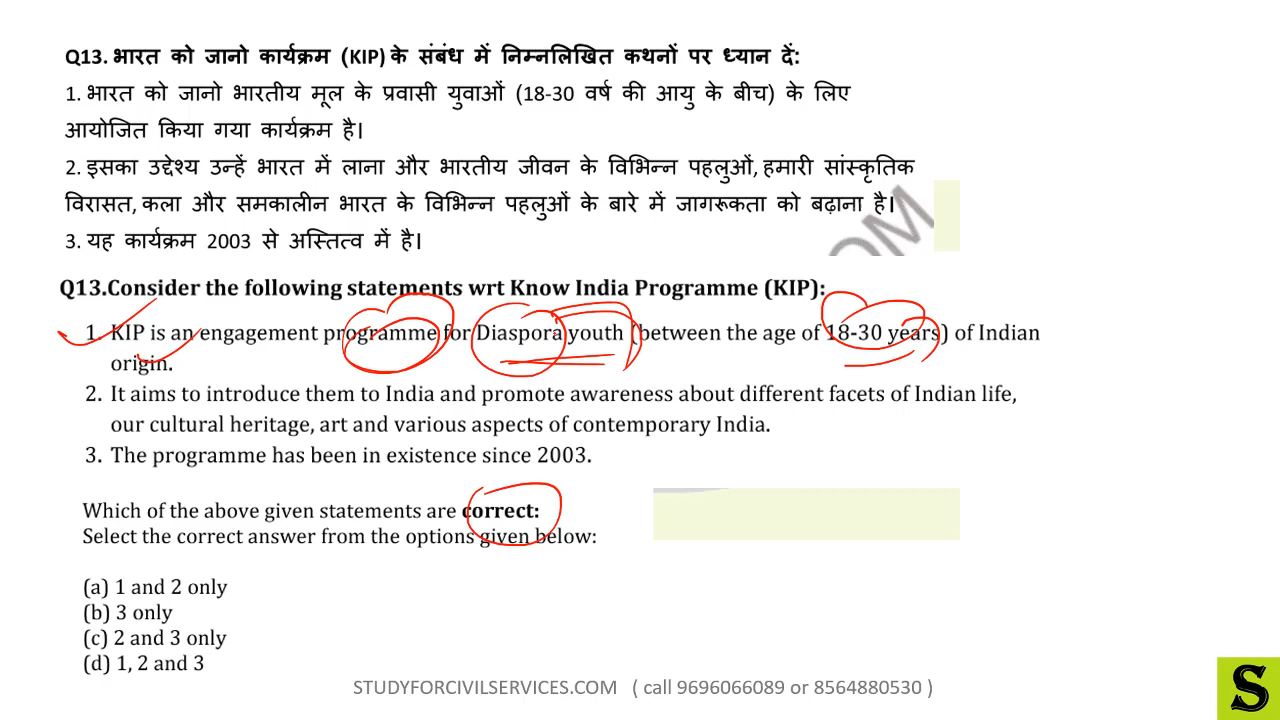 Q13. भारत को जानो कार्यक्रम (KIP) के संबंध में निम्नलिखित कथनों पर ध्यान दें:
1. भारत को जानो भारतीय मूल के प्रवासी युवाओं (18-30 वर्ष की आयु के बीच) के लिए
आयोजित किया गया कार्यक्रम है।
2. इसका उद्देश्य उन्हें भारत में लाना और भारतीय जीवन के विभिन्न पहलुओं, हमारी सांस्कृतिक
विरासत, कला और समकालीन भारत के विभिन्न पहलुओं के बारे में जागरूकता को बढ़ाना है।
3. यह कार्यक्रम 2003 से अस्तित्व में है।
OM
Q13.Consider the following statements wrt Know India Programme (KIP):
1. KIP is an engagement programme for Diaspora youth (between the age of 18-30 years) of Indian
origin.
2. It aims to introduce them to India and promote awareness about different facets of Indian life,
our cultural heritage, art and various aspects of contemporary India.
3. The programme has been in existence since 2003.
Which of the above given statements are correct:
Select the correct answer from the options given below:
(a) 1 and 2 only
(b) 3 only
(c) 2 and 3 only
(d) 1, 2 and 3
STUDYFORCIVILSERVICES.COM ( call 9696066089 or 8564880530 )
S